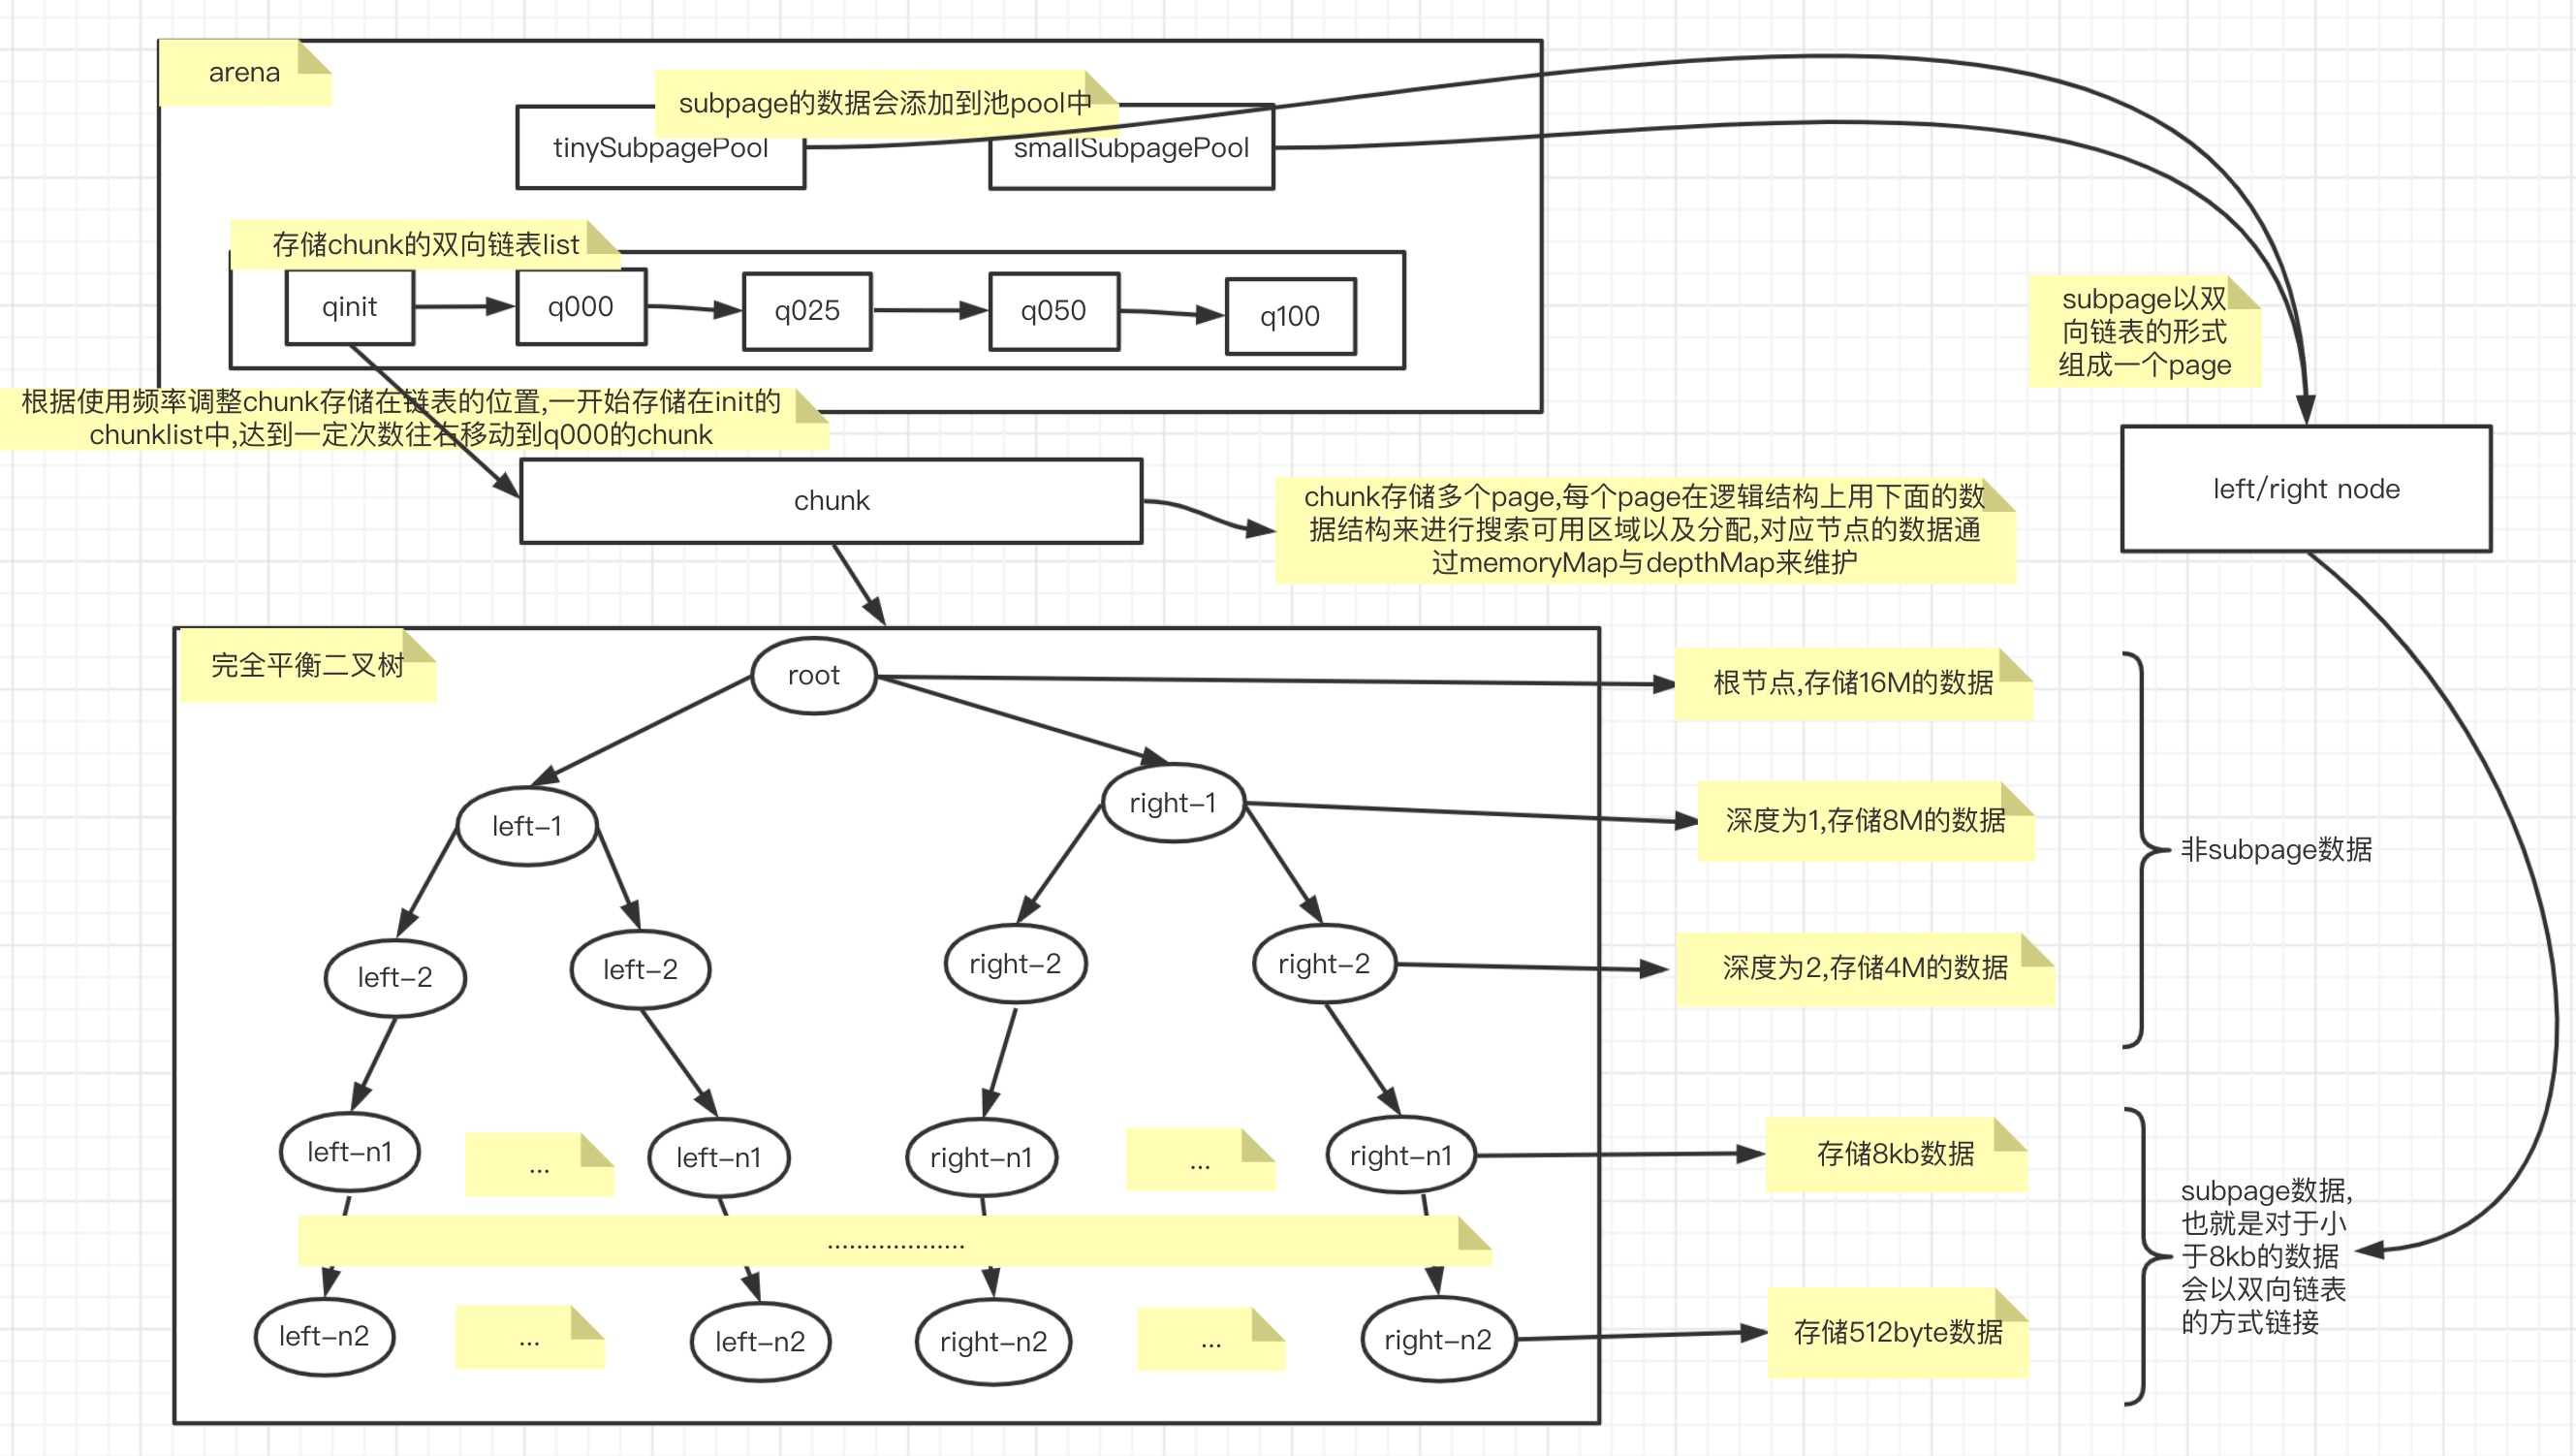 arena
subpage的数据会添加到池pool中
tinySubpagePool
smallSubpagePool
存储chunk的双向链表list
qinit
q000
q025
q050
q100
根据使用频率调整chunk存储在链表的位置,一开始存储在init的
chunklist中,达到一定次数往右移动到q000的chunk
subpage以双
向链表的形式
组成一个page
left/right node
chunk
chunk存储多个page,每个page在逻辑结构上用下面的数
据结构来进行搜索可用区域以及分配,对应节点的数据通
过memoryMap与depthMap来维护
完全平衡二叉树
root
根节点,存储16M的数据
left-1
right-1
深度为1,存储8M的数据
非subpage数据
left-2
left-2
right-2
right-2
深度为2,存储4M的数据
left-n1
...
left-n1
right-n1
...
right-n1
存储8kb数据
...................
subpage数据,
也就是对于小
于8kb的数据
会以双向链表
的方式链接
left-n2
...
left-n2
right-n2
...
right-n2
存储512byte数据